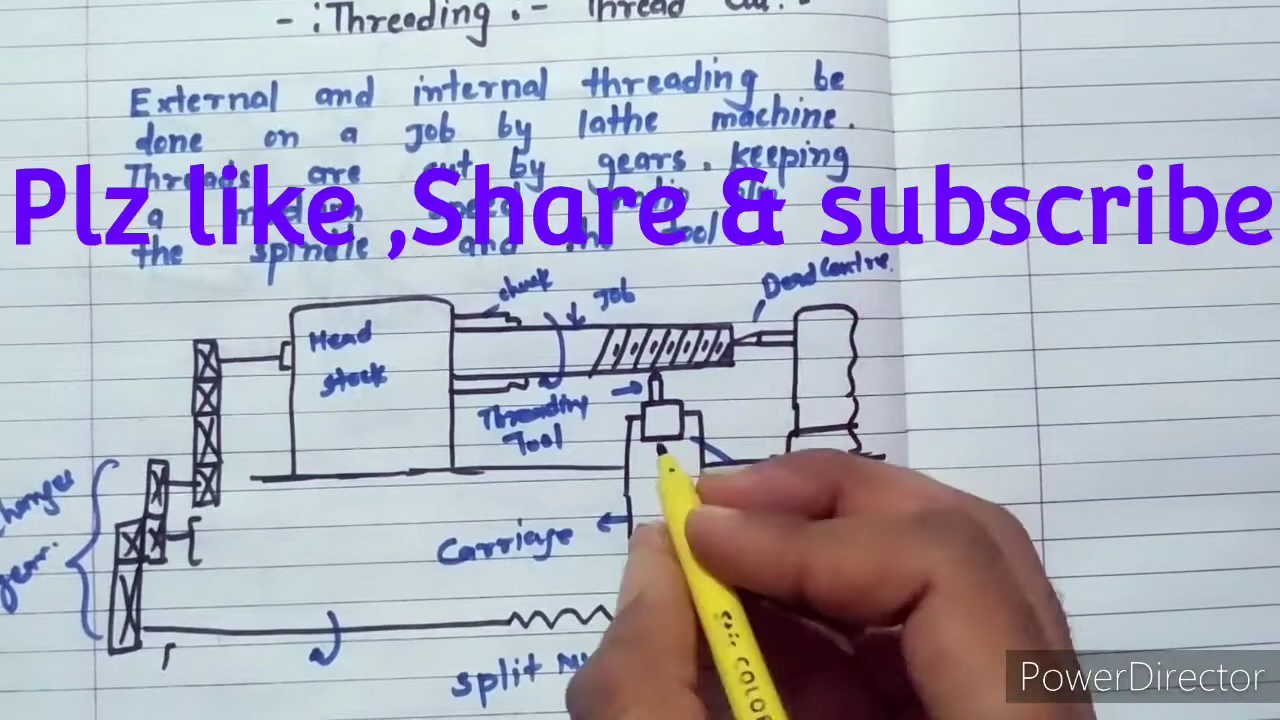 - : Threading . - Thread
External and internal threading be
done on a Job by lathe machine.
Threads are cut by gears. Keeping
Plz like ,Share & subscribe
a
the spindle and the tool
chuck
Job
Dead Centre.
Head
stock
Threading
Tool
gear.
Carriage
split
PowerDirector